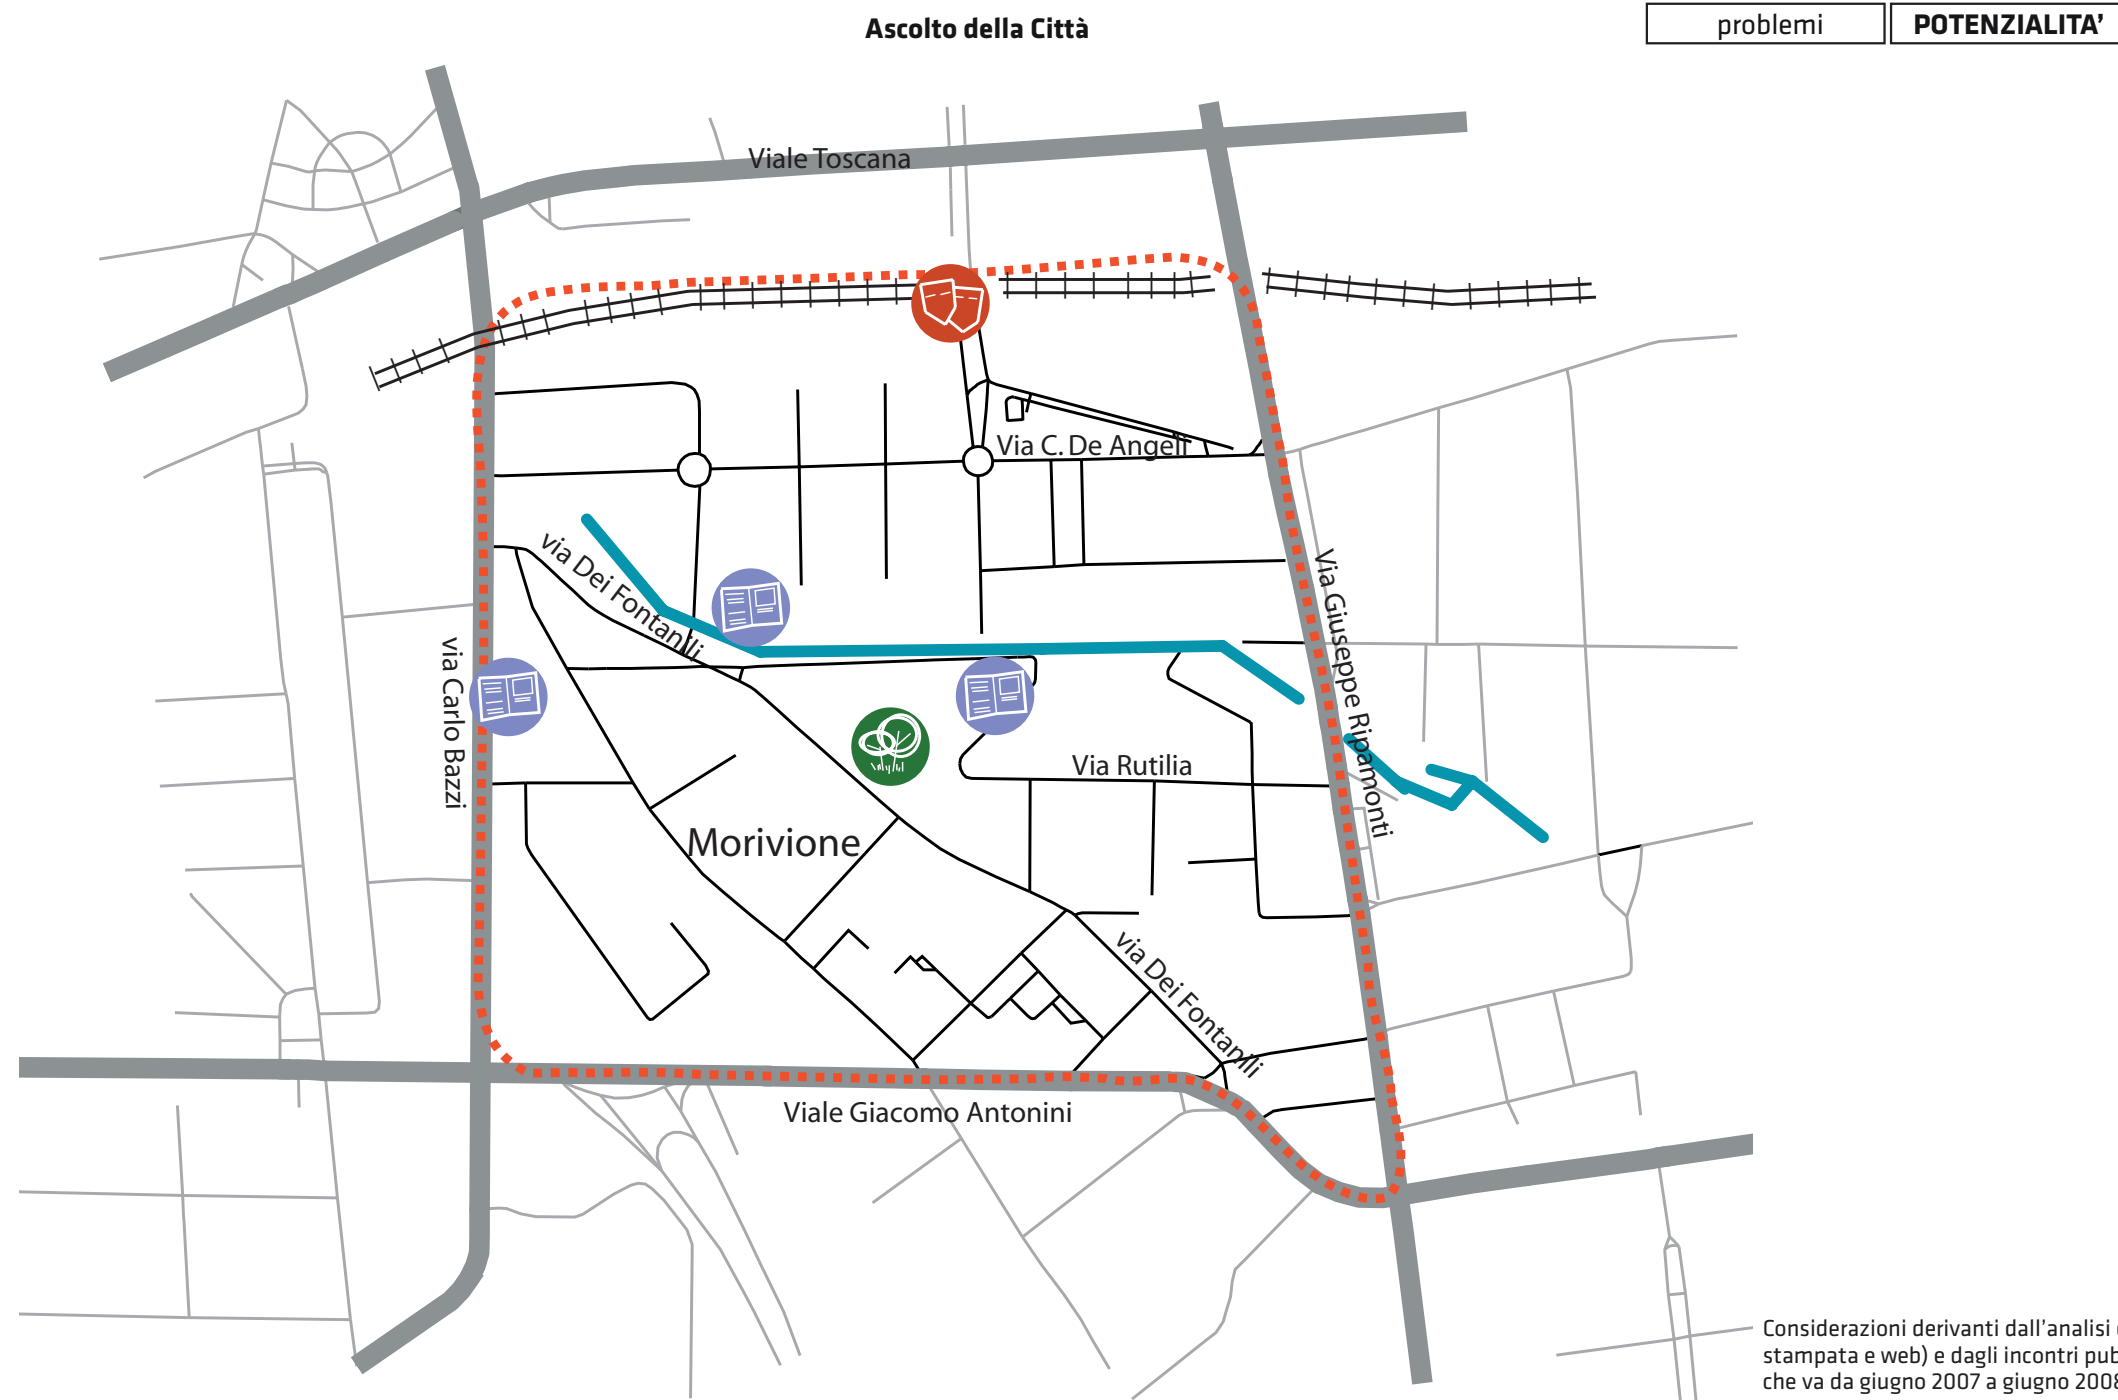 Ascolto della Città
problemi
POTENZIALITA’
Viale Toscana
Via C. De Angeli
via Dei Fontanili
Via Giuseppe Ripamonti
via Carlo Bazzi
Via Rutilia
Morivione
via Dei Fontanili
Viale Giacomo Antonini
Considerazioni derivanti dall’analisi
stampata e web) e dagli incontri
che va da giugno 2007 a giugno 2008